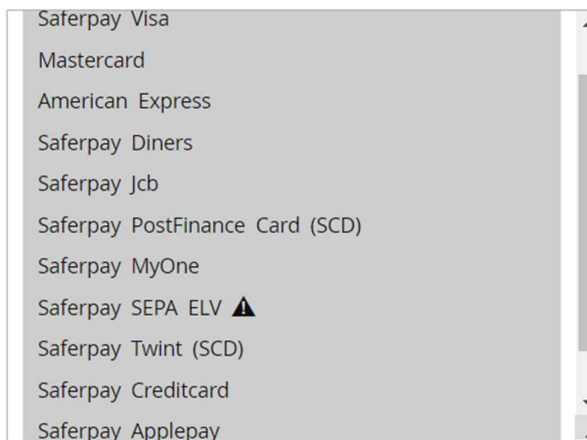 Saferpay Visa
Mastercard
American Express
Saferpay Diners
Saferpay Jcb
Saferpay PostFinance Card (SCD)
Saferpay MyOne
Saferpay SEPA ELV
Saferpay Twint (SCD)
Saferpay Creditcard
Saferpay Applepay